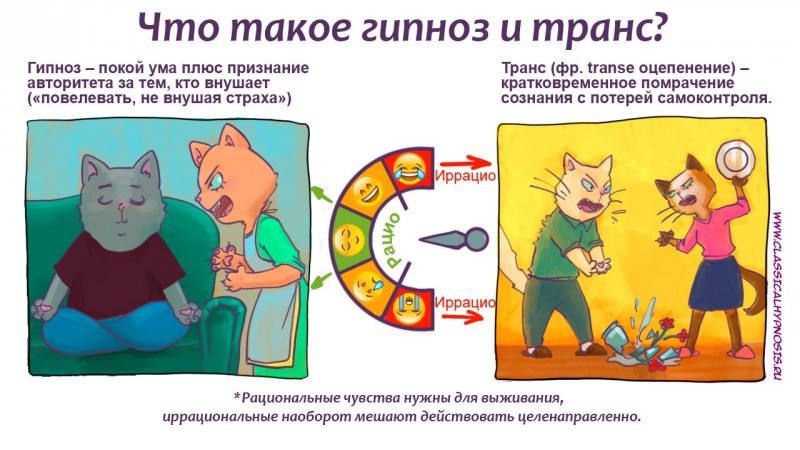 Что такое гипноз и транс?
Гипноз – покой ума плюс признание
авторитета за тем, кто внушает
(«повелевать, не внушая страха»)
Транс (фр. transe оцепенение) –
кратковременное помрачение
сознания с потерей самоконтроля.
Иррацио
Рацио
Иррацио
WWW.CLASSICALHYPNOSIS.RU
*Рациональные чувства нужны для выживания,
иррациональные наоборот мешают действовать целенаправленно.